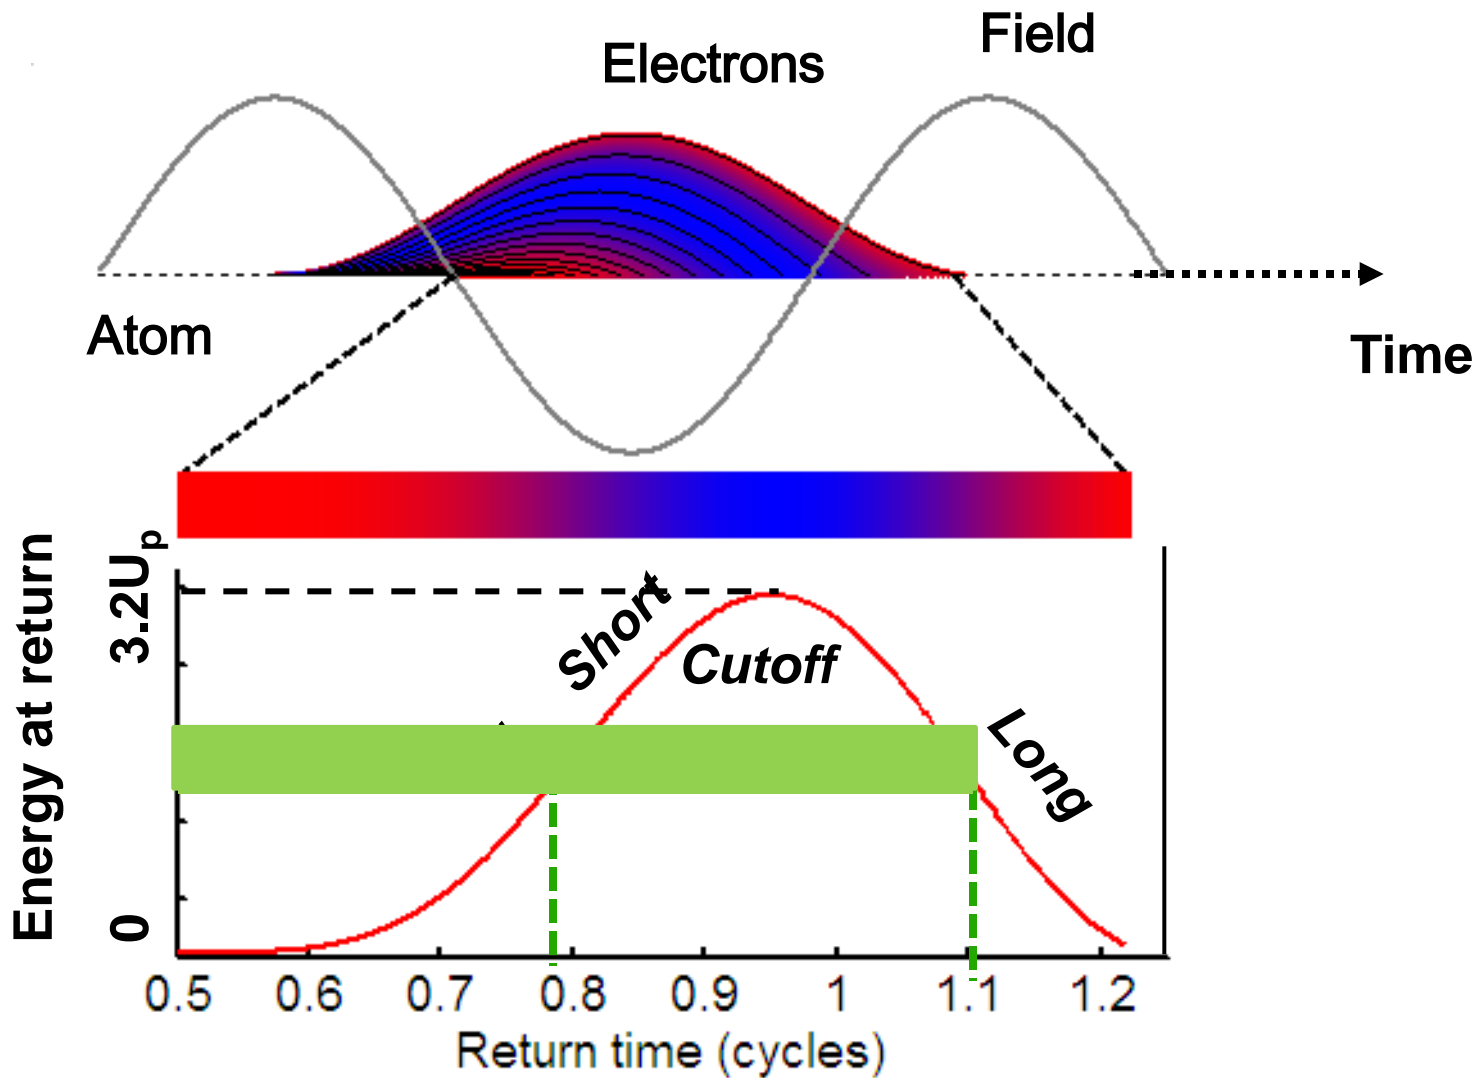 Field
Electrons
Atom
Time
Energy at return
3.2Up
0
Short
Cutoff
Long
0.5 0.6 0.7 0.8 0.9 1 1.1 1.2
Return time (cycles)